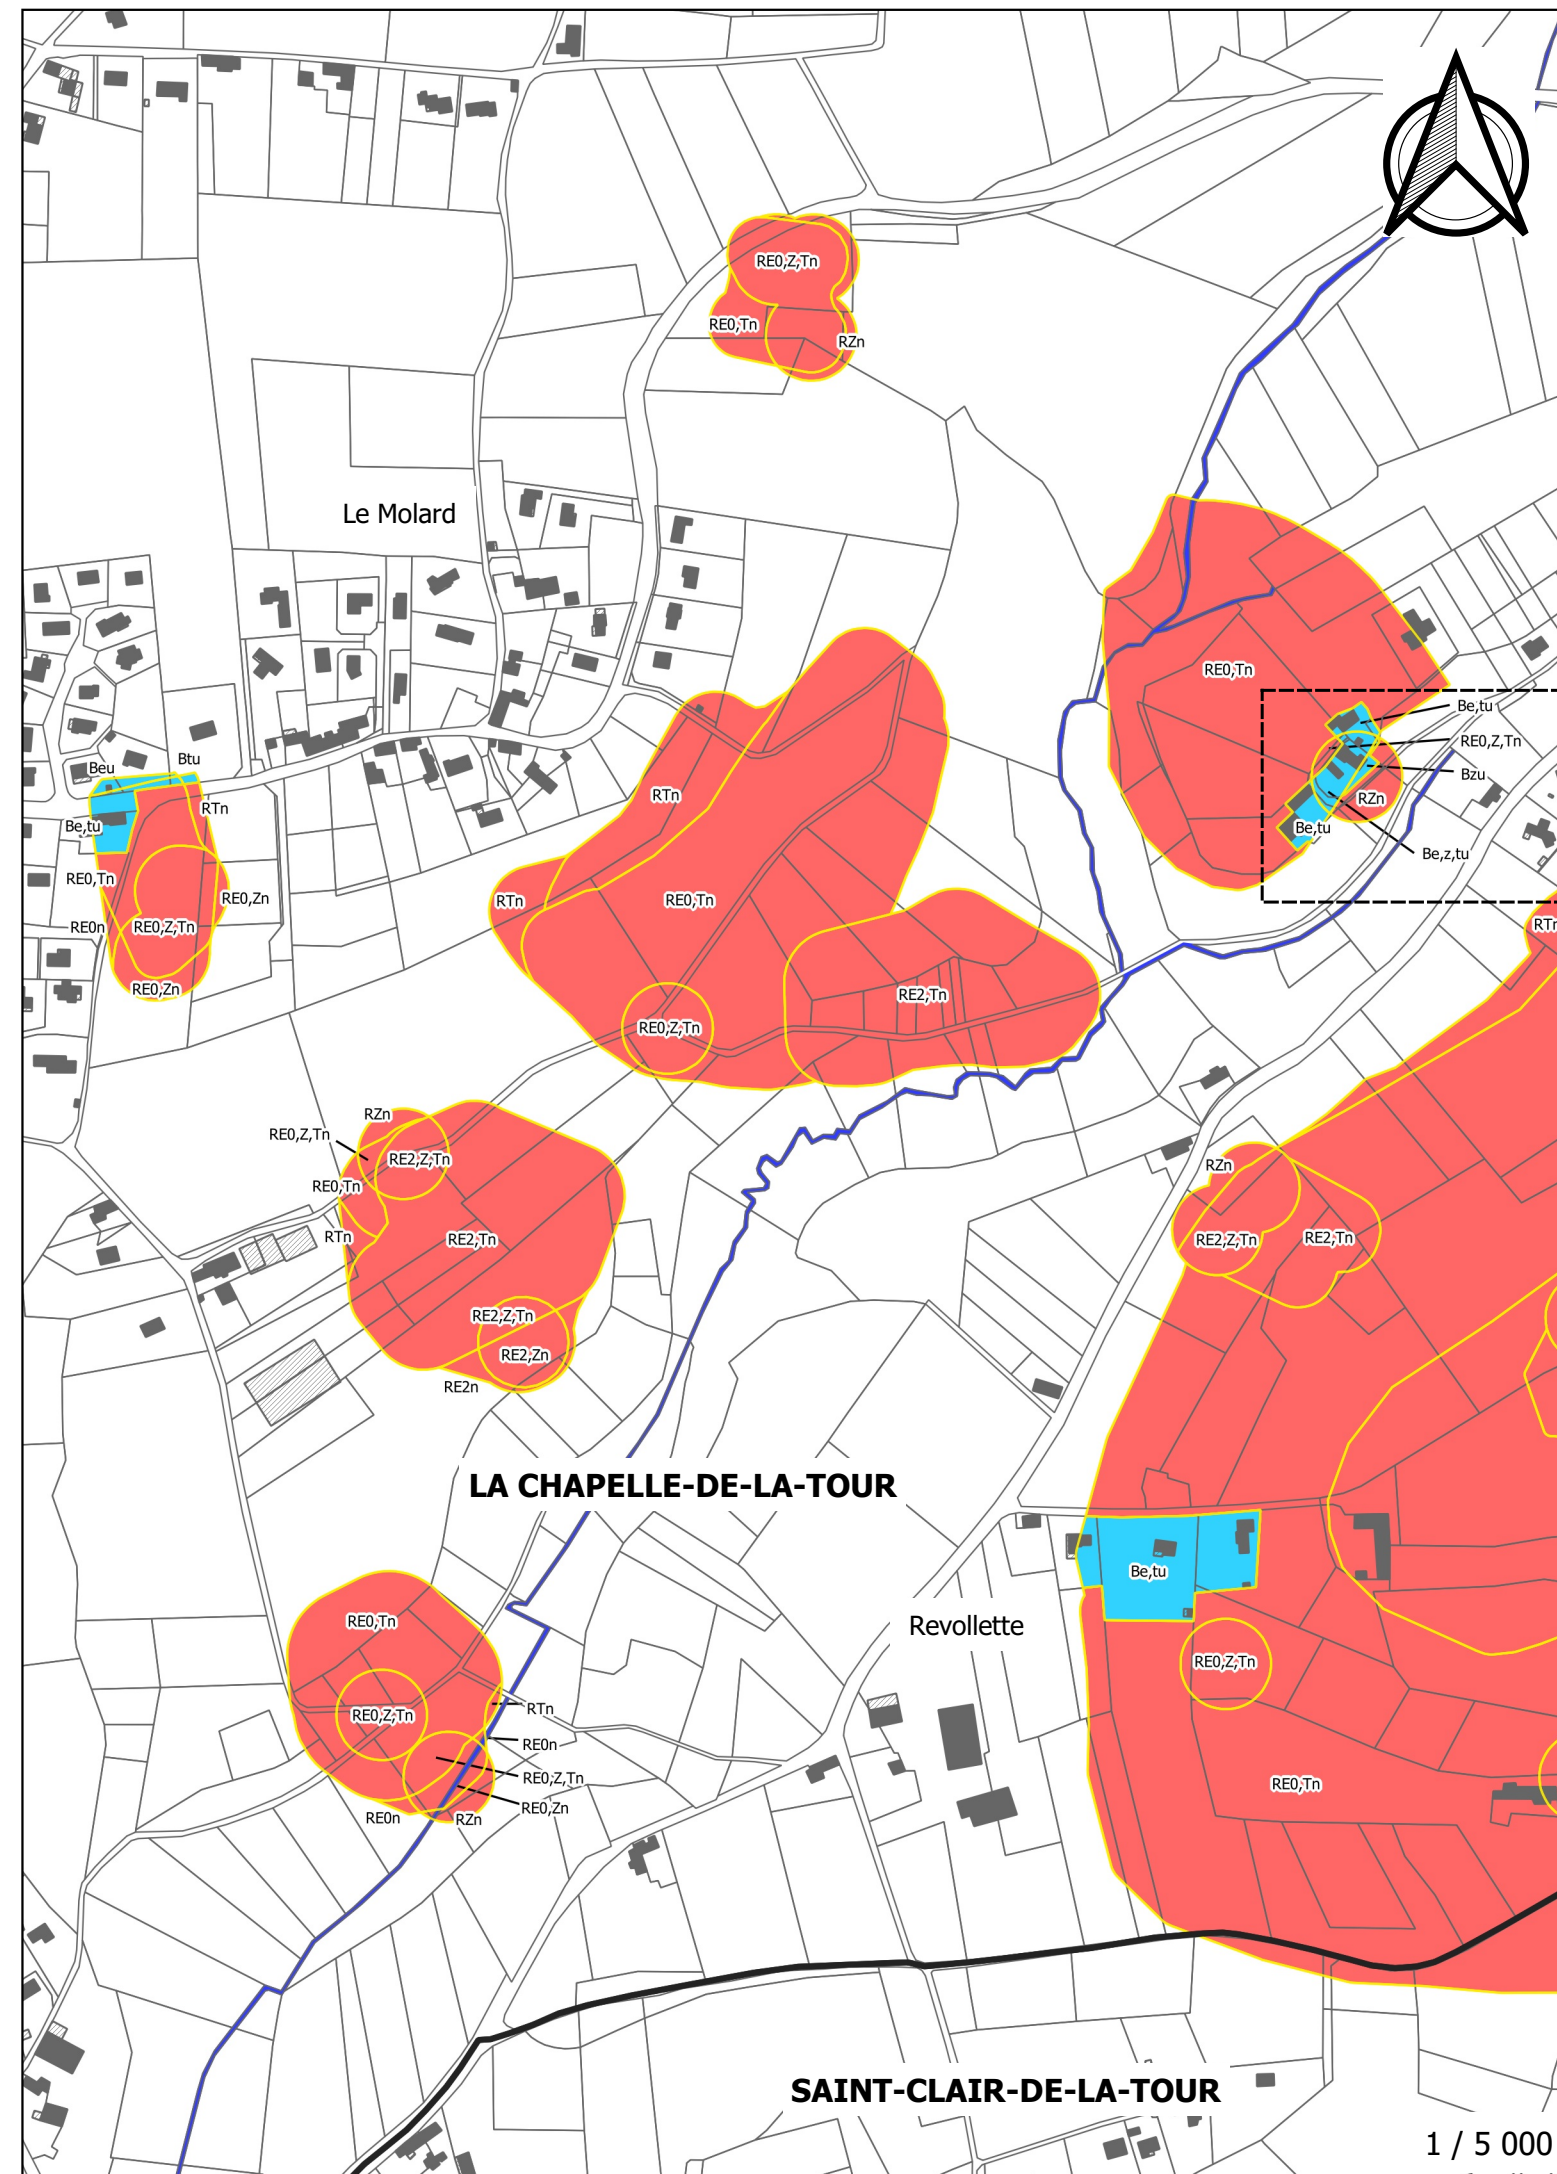 RE0,Z,Tn
RE0,Tn
RZn
Le Molard
RE0,Tn
Be,tu
RE0,Z,Tn
Bzu
RZn
Be,tu
Be,z,tu
Btu
Beu
RTn
Be,tu
RE0,Tn
RE0,Zn
RE0n
RE0,Z,Tn
RE0,Zn
RTn
RTn
RE0,Tn
RE2,Tn
RE0,Z,Tn
RZn
RE0,Z,Tn
RE2,Z,Tn
RE0,Tn
RTn
RE2,Tn
RE2,Z,Tn
RE2,Zn
RE2n
RZn
RE2,Z,Tn
RE2,Tn
LA CHAPELLE-DE-LA-TOUR
Be,tu
RE0,Tn
Revollette
RE0,Z,Tn
RE0,Z,Tn
RTn
RE0n
RE0,Z,Tn
RE0,Tn
RE0,Zn
RE0n
RZn
SAINT-CLAIR-DE-LA-TOUR
1 / 5 000